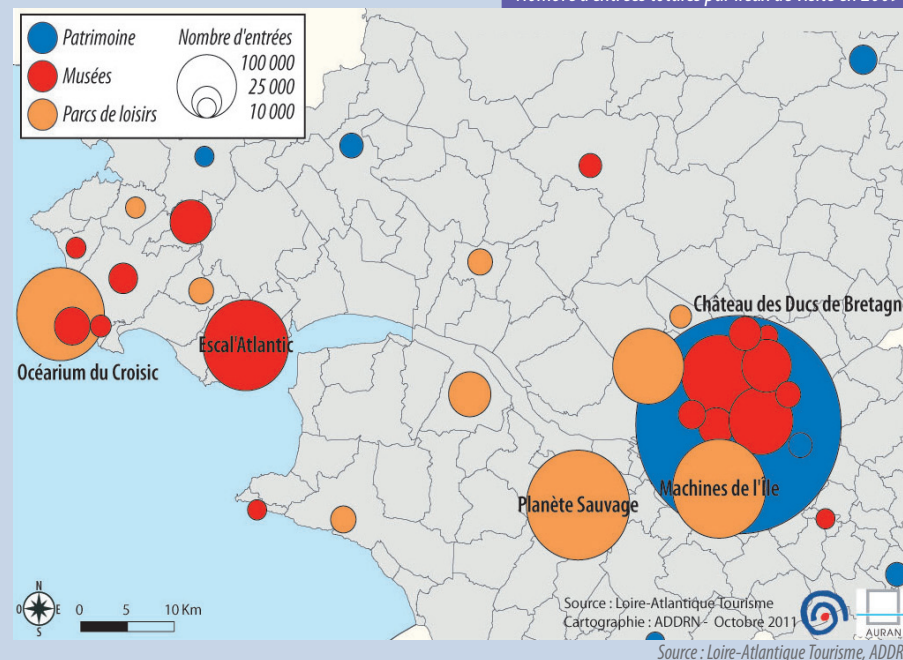 Patrimoine
Musées
Parcs de loisirs
Nombre d'entrées
100 000
25 000
10 000
Château des Ducs de Bretagn
Escal'Atlantic
Océarium du Croisic
Planète Sauvage
Machines de l'Île
N
O E
S
0 5 10 Km
Source : Loire-Atlantique Tourisme
Cartographie : ADDRN - Octobre 2011
AURAN
Source : Loire-Atlantique Tourisme, ADDR